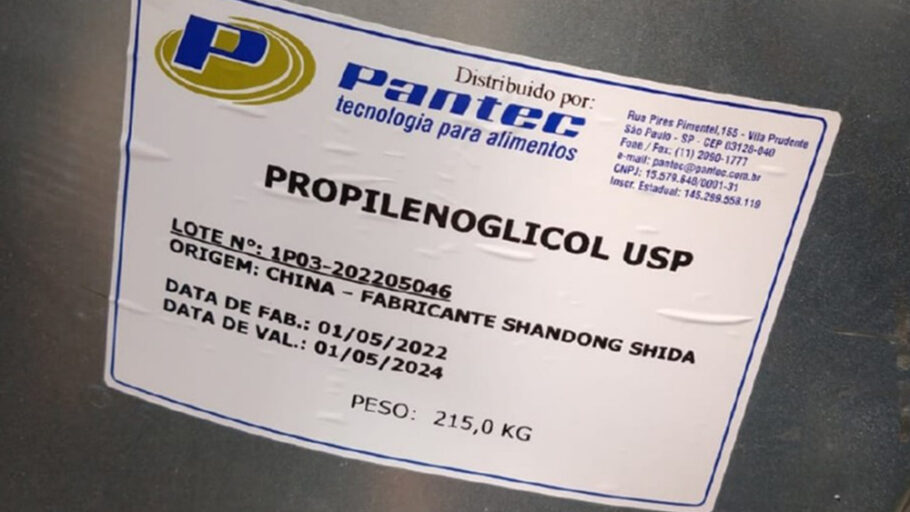 P
Distribuido por:
Pantec
tecnologia para alimentos
Rua Pires Pimentel, 155 - Vila Prudente
São Paulo - SP - CEP 03128-040
Fone / Fax: (11) 2990-1777
e-mail: pantec@pantec.com.br
CNPJ: 15.579.848/0001-31
Inscr. Estadual: 145.299.558.119
PROPILENOGLICOL USP
LOTE Nº: 1P03-202205046
ORIGEM: CHINA – FABRICANTE SHANDONG SHIDA
DATA DE FAB.: 01/05/2022
DATA DE VAL.: 01/05/2024
PESO: 215,0 KG